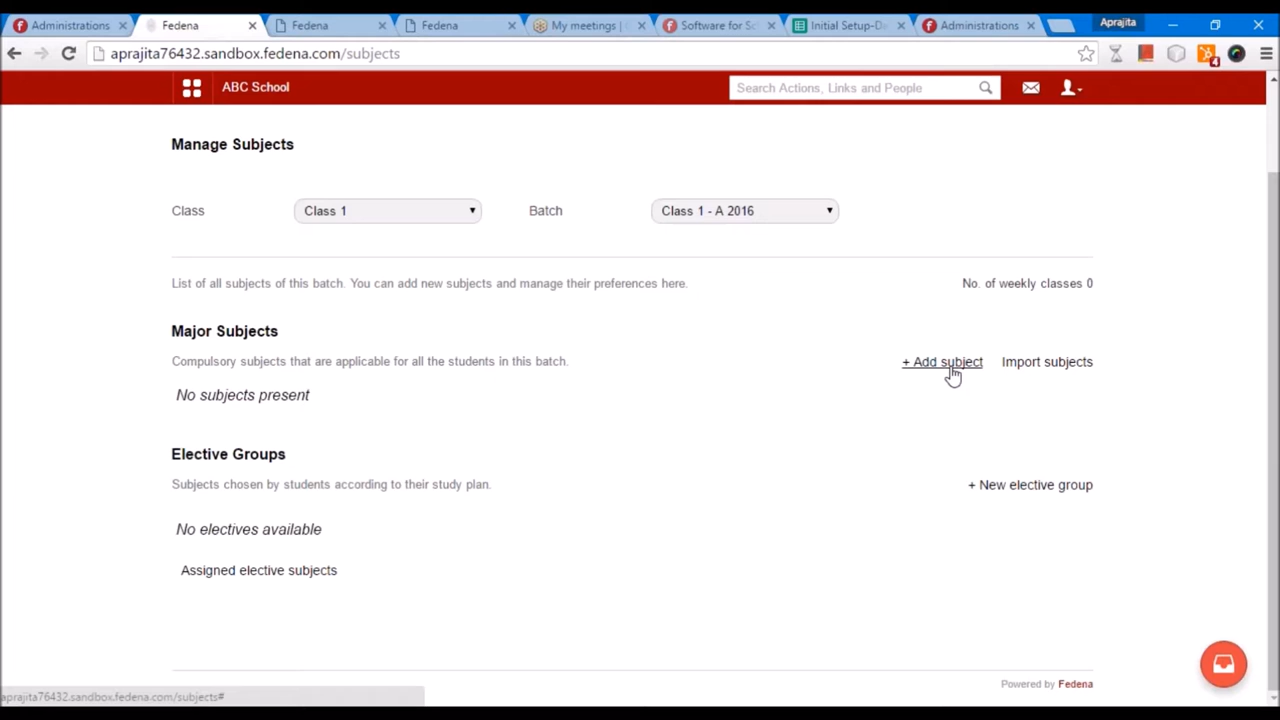 Administrations
Fedena
Fedena
Fedena
My meetings |
Software for Sc
Initial Setup-De
Administrations
Aprajita
aprajita76432.sandbox.fedena.com/subjects
4
ABC School
Search Actions, Links and People
Manage Subjects
Class
Class 1
Batch
Class 1 - A 2016
List of all subjects of this batch. You can add new subjects and manage their preferences here.
No. of weekly classes 0
Major Subjects
Compulsory subjects that are applicable for all the students in this batch.
+ Add subject
Import subjects
No subjects present
Elective Groups
Subjects chosen by students according to their study plan.
+ New elective group
No electives available
Assigned elective subjects
Powered by Fedena
aprajita76432.sandbox.fedena.com/subjects#